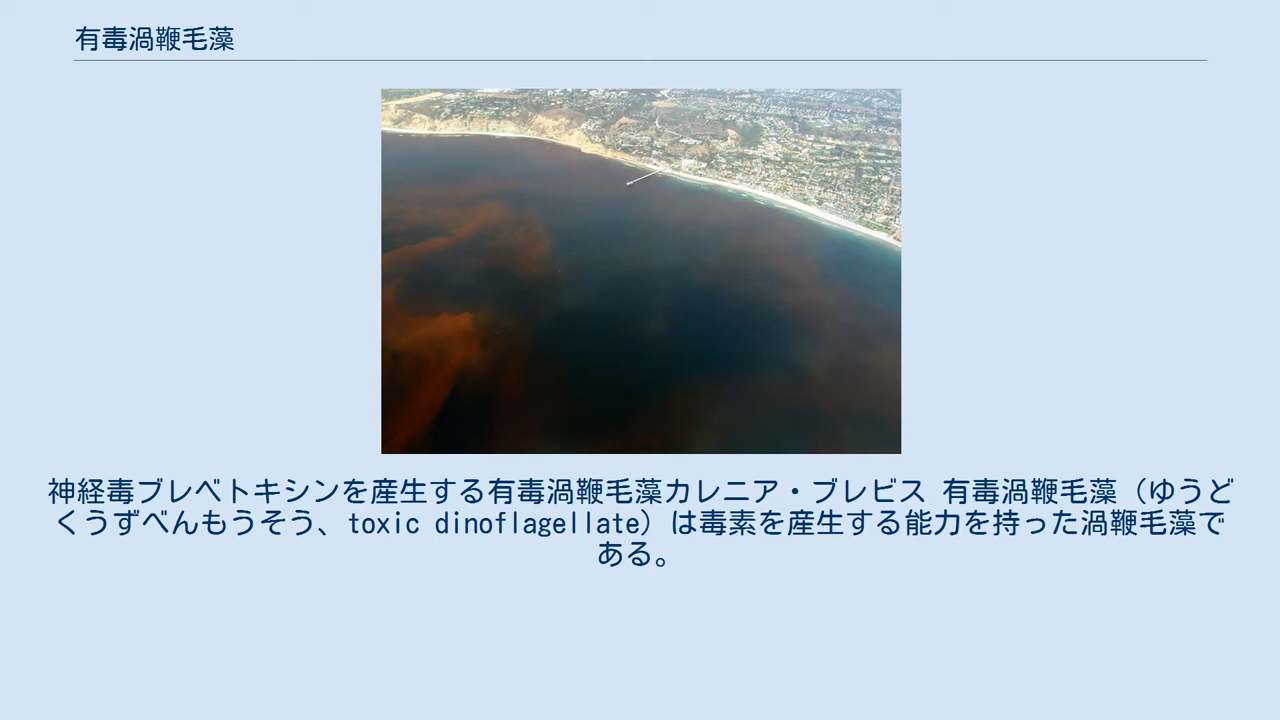 有毒渦鞭毛藻
神経毒ブレベトキシンを産生する有毒渦鞭毛藻カレニア・ブレビス 有毒渦鞭毛藻（ゆうど
くうずべんもうそう、toxic dinoflagellate）は毒素を産生する能力を持った渦鞭毛藻で
ある。